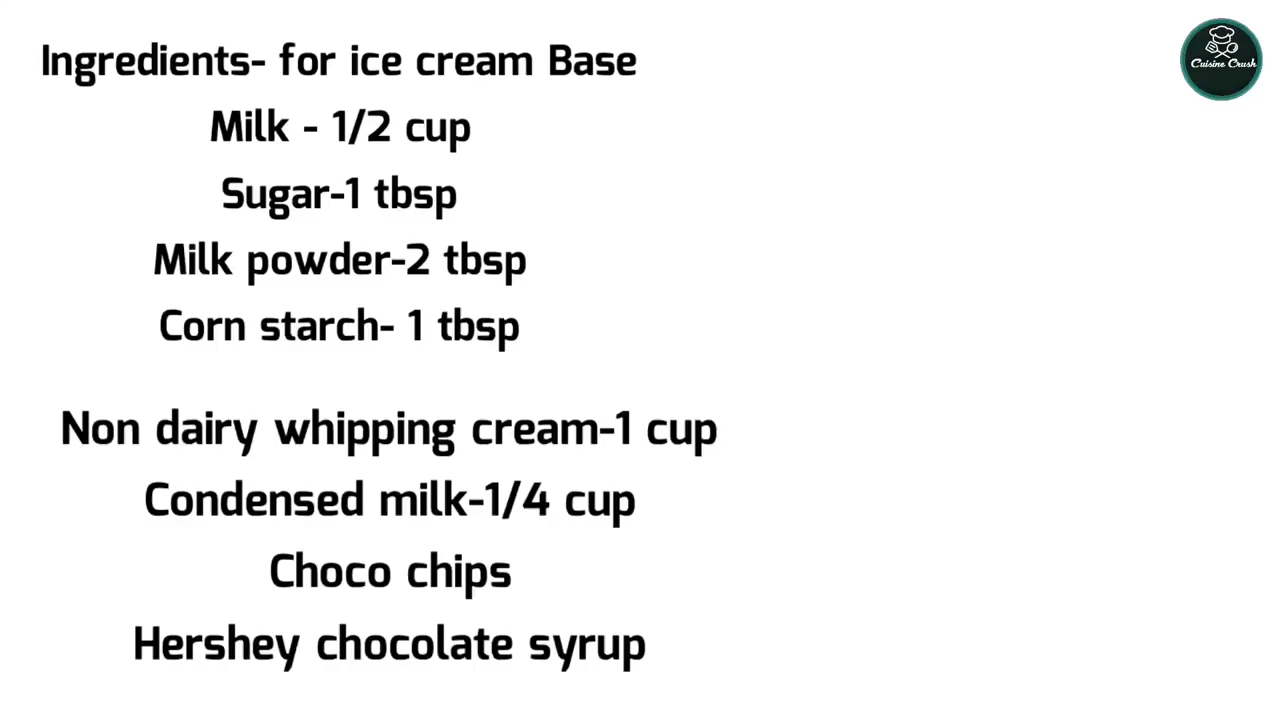 Ingredients- for ice cream Base
Milk - 1/2 cup
Sugar-1 tbsp
Milk powder-2 tbsp
Corn starch- 1 tbsp
Non dairy whipping cream-1 cup
Condensed milk-1/4 cup
Choco chips
Hershey chocolate syrup
Cuisine Crush